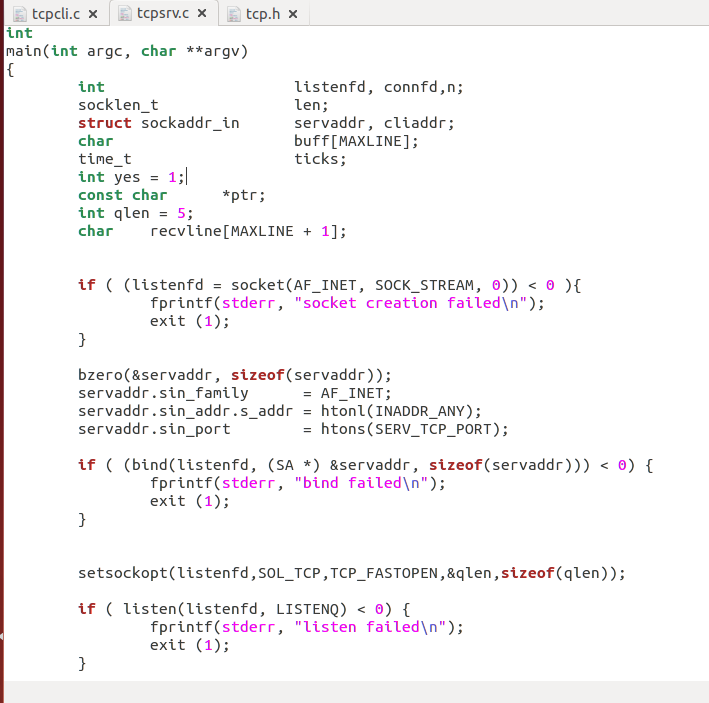 tcpcli.c × tcpsrv.c × tcp.h ×
int
main(int argc, char **argv)
{
        int                     listenfd, connfd,n;
        socklen_t               len;
        struct sockaddr_in      servaddr, cliaddr;
        char                    buff[MAXLINE];
        time_t                  ticks;
        int yes = 1;
        const char      *ptr;
        int qlen = 5;
        char    recvline[MAXLINE + 1];
        if ( (listenfd = socket(AF_INET, SOCK_STREAM, 0)) < 0 ){
                fprintf(stderr, "socket creation failed\n");
                exit (1);
        }
        bzero(&servaddr, sizeof(servaddr));
        servaddr.sin_family      = AF_INET;
        servaddr.sin_addr.s_addr = htonl(INADDR_ANY);
        servaddr.sin_port        = htons(SERV_TCP_PORT);
        if ( (bind(listenfd, (SA *) &servaddr, sizeof(servaddr))) < 0) {
                fprintf(stderr, "bind failed\n");
                exit (1);
        }
        setsockopt(listenfd,SOL_TCP,TCP_FASTOPEN,&qlen,sizeof(qlen));
        if ( listen(listenfd, LISTENQ) < 0) {
                fprintf(stderr, "listen failed\n");
                exit (1);
        }